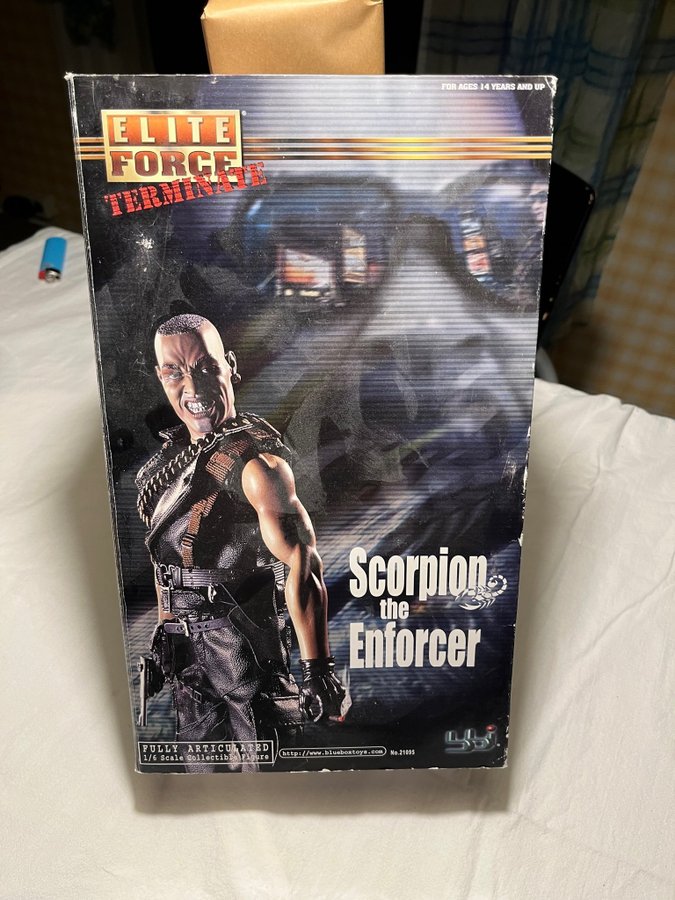 FOR AGES 14 YEARS AND UP
ELITE
FORCE
TERMINATE
Scorpion
the
Enforcer
FULLY ARTICULATED
1/6 Scale Collectible Figure
http://www.blueboxtoys.com
No.21095
bbi